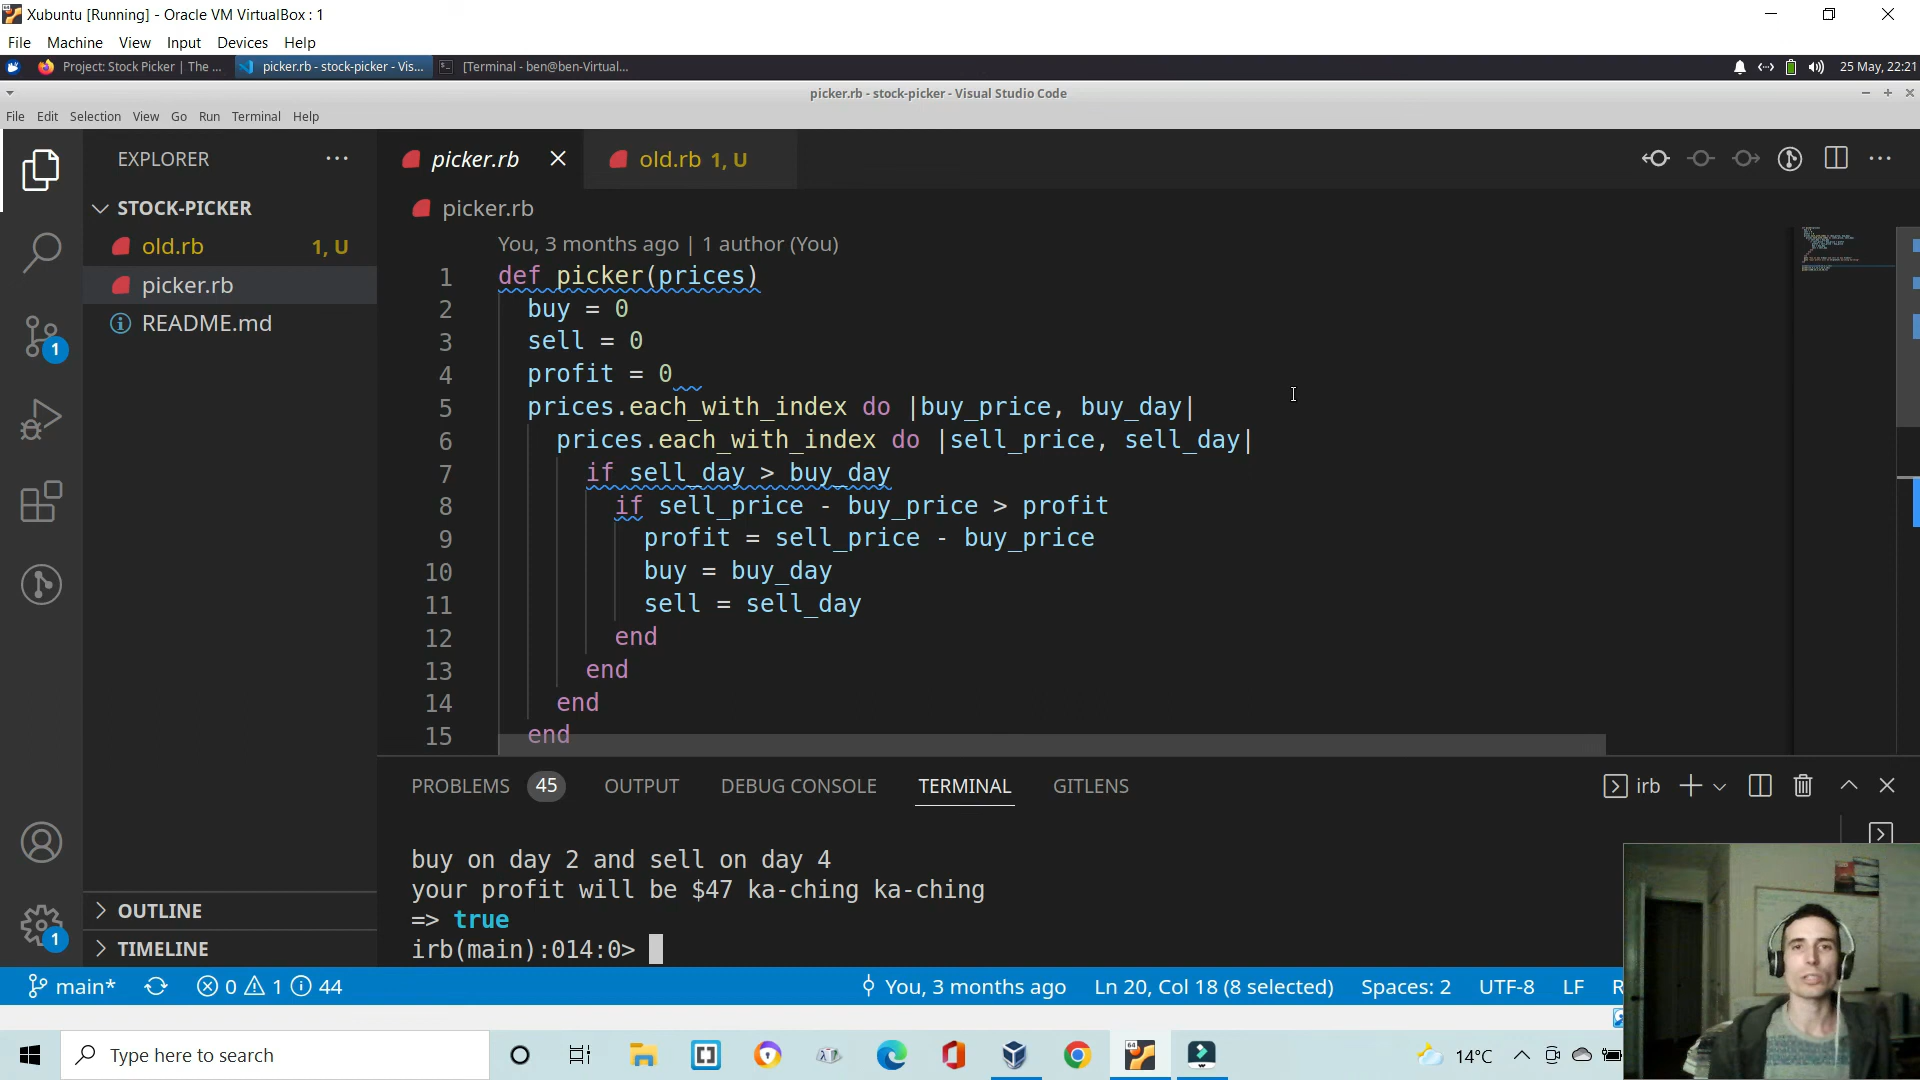 Xubuntu [Running] - Oracle VM VirtualBox : 1
File Machine View Input Devices Help
Project: Stock Picker | The ...
picker.rb - stock-picker - Vis...
[Terminal - ben@ben-Virtual...
25 May, 22:21
picker.rb - stock-picker - Visual Studio Code
File Edit Selection View Go Run Terminal Help
EXPLORER
STOCK-PICKER
old.rb 1, U
picker.rb
README.md
1
1
OUTLINE
TIMELINE
picker.rb
old.rb 1, U
picker.rb
You, 3 months ago | 1 author (You)
1 def picker(prices)
2 buy = 0
3 sell = 0
4 profit = 0
5 prices.each_with_index do |buy_price, buy_day|
6 prices.each_with_index do |sell_price, sell_day|
7 if sell_day > buy_day
8 if sell_price - buy_price > profit
9 profit = sell_price - buy_price
10 buy = buy_day
11 sell = sell_day
12 end
13 end
14 end
15 end
PROBLEMS 45 OUTPUT DEBUG CONSOLE TERMINAL GITLENS
irb
buy on day 2 and sell on day 4
your profit will be $47 ka-ching ka-ching
=> true
irb(main):014:0>
main* 0 1 44 You, 3 months ago Ln 20, Col 18 (8 selected) Spaces: 2 UTF-8 LF R
Type here to search
14°C